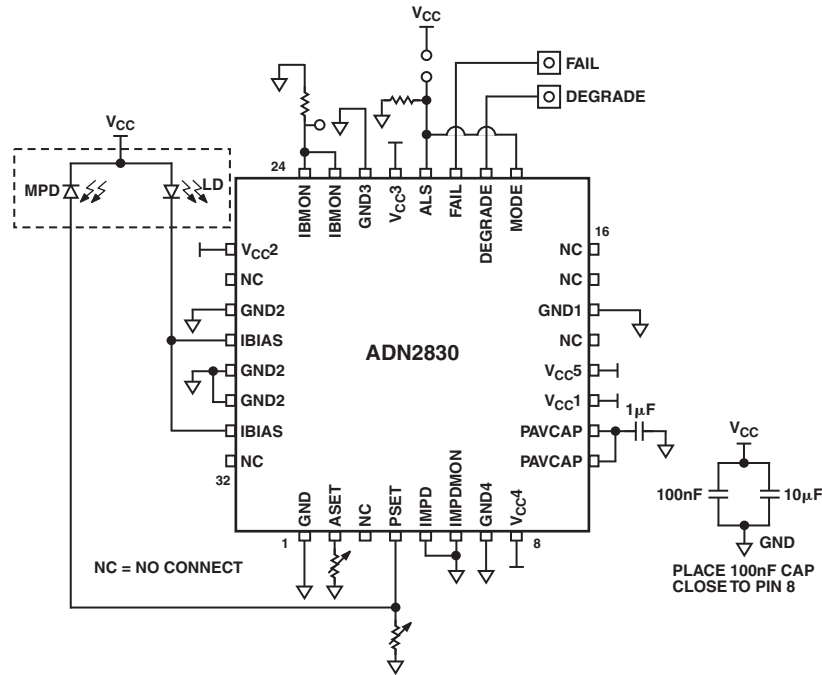 VCC
FAIL
DEGRADE
VCC
MPD
LD
24
IBMON
IBMON
GND3
VCC3
ALS
FAIL
DEGRADE
MODE
16
VCC2
NC
GND2
IBIAS
GND2
GND2
IBIAS
NC
32
ADN2830
NC
NC
GND1
NC
VCC5
VCC1
PAVCAP
PAVCAP
1µF
1
GND
ASET
NC
PSET
IMPD
IMPDMON
GND4
VCC4
8
NC = NO CONNECT
VCC
100nF
10µF
GND
PLACE 100nF CAP
CLOSE TO PIN 8